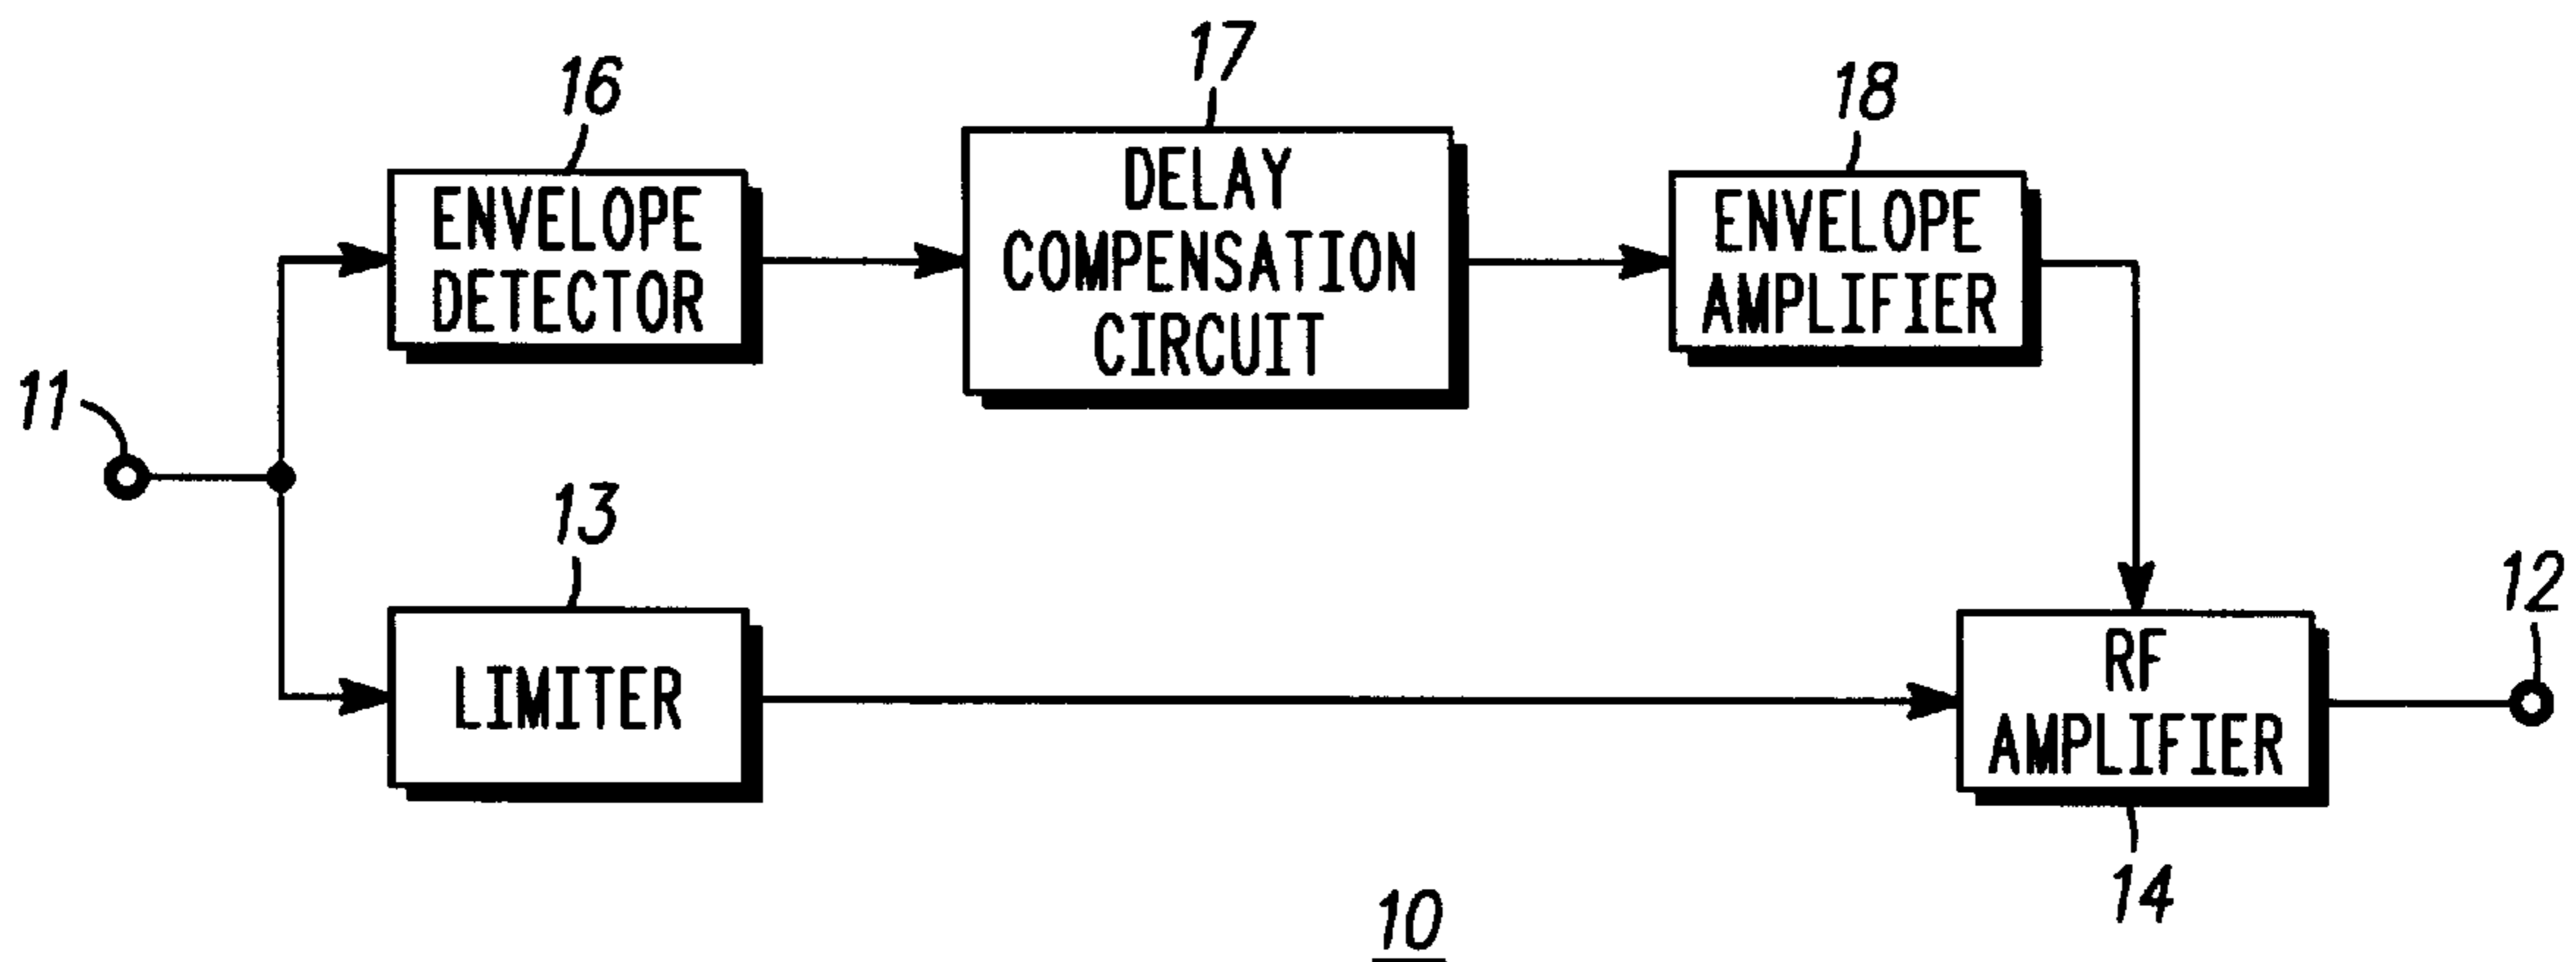 17
16
18
DELAY
COMPENSATION
CIRCUIT
ENVELOPE
DETECTOR
ENVELOPE
AMPLIFIER
11
13
12
LIMITER
RF
AMPLIFIER
14
10